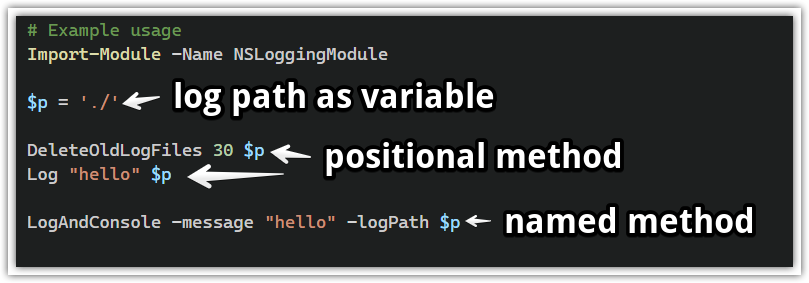 # Example usage
Import-Module -Name NSLoggingModule
$p = './' log path as variable
DeleteOldLogFiles 30 $p positional method
Log "hello" $p
LogAndConsole -message "hello" -logPath $p named method